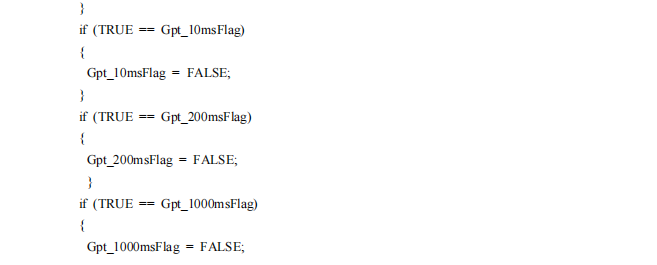 }
if (TRUE == Gpt_10msFlag)
{
Gpt_10msFlag = FALSE;
}
if (TRUE == Gpt_200msFlag)
{
Gpt_200msFlag = FALSE;
}
if (TRUE == Gpt_1000msFlag)
{
Gpt_1000msFlag = FALSE;